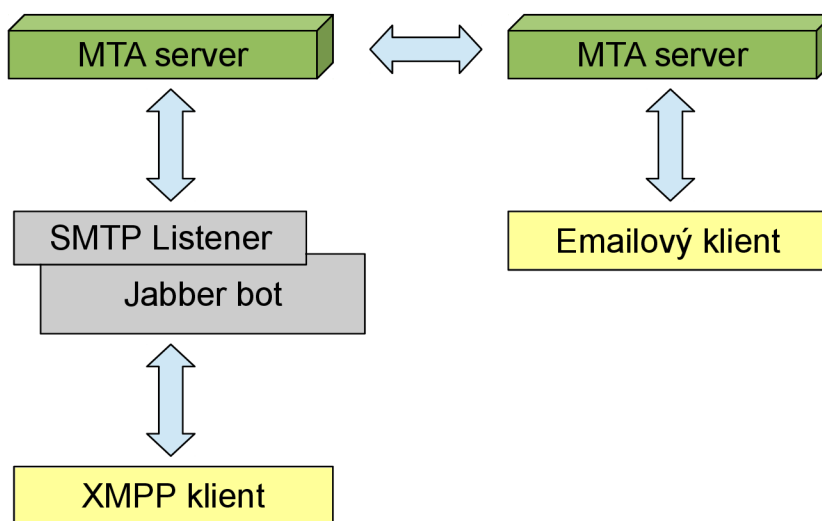 MTA server
MTA server
SMTP Listener
Emailový klient
Jabber bot
XMPP klient